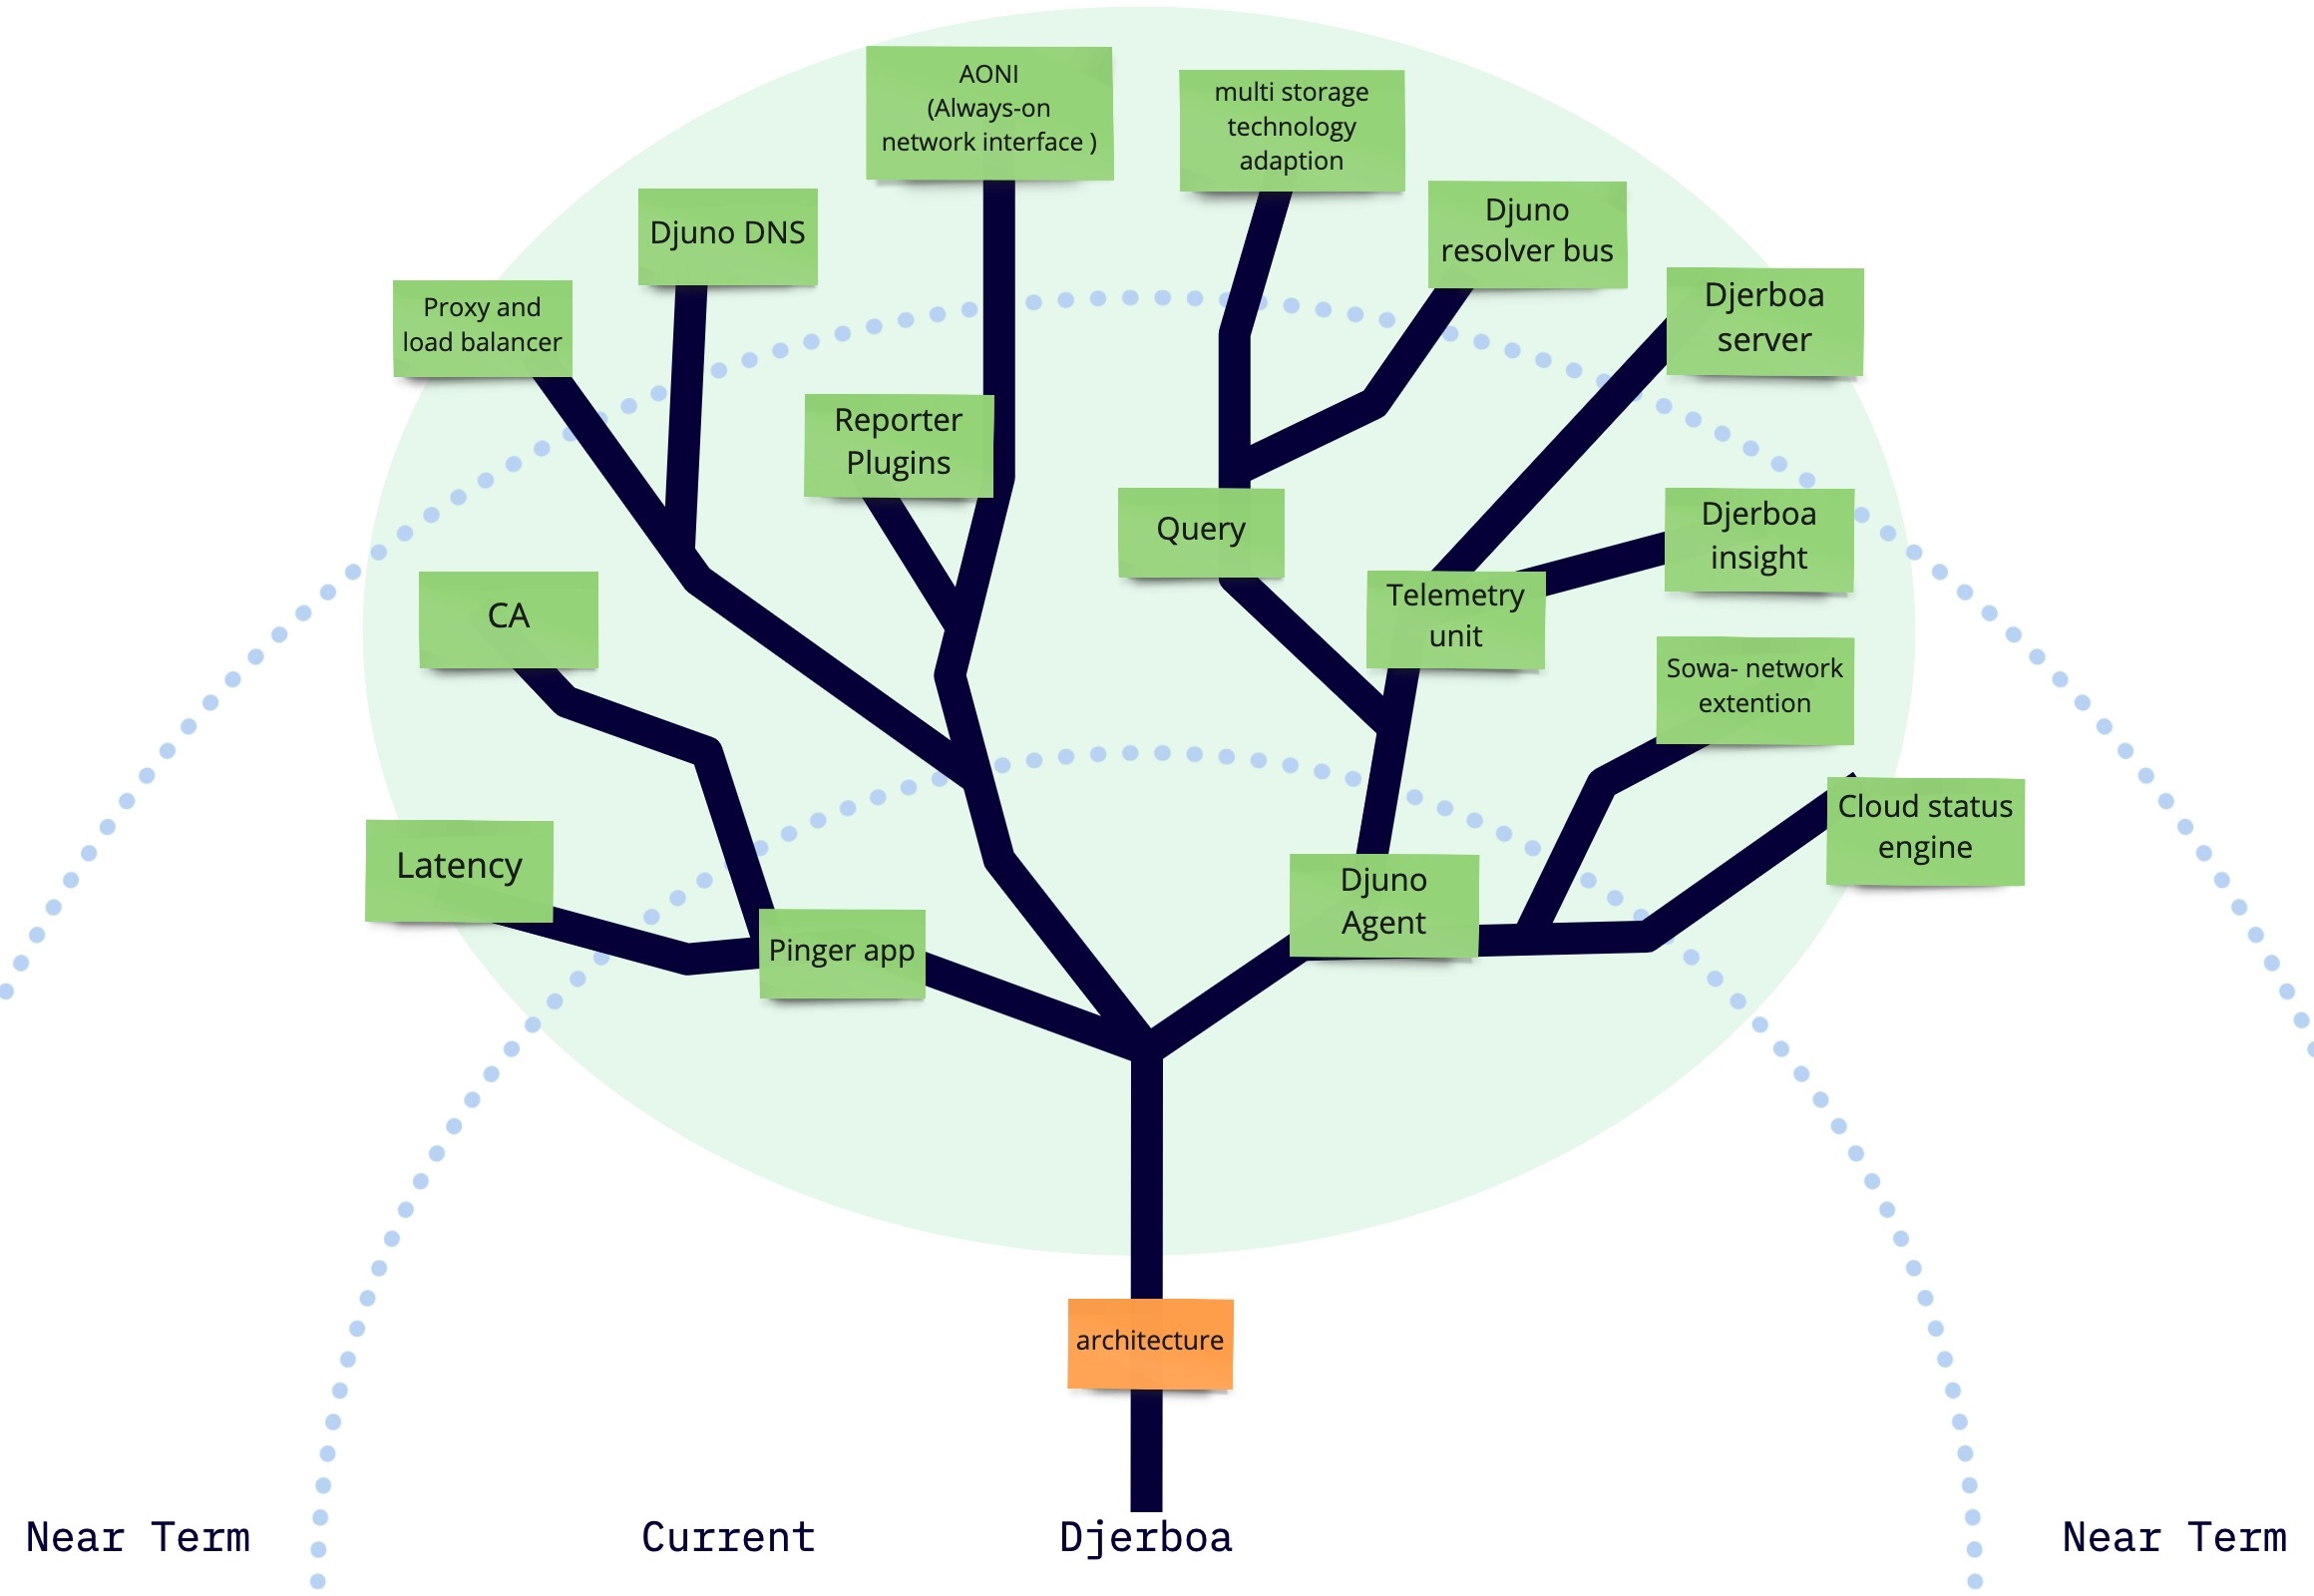 AONI
(Always-on
network interface )
multi storage
technology
adaption
Djuno DNS
Djuno
resolver bus
Proxy and
load balancer
Djerboa
server
Reporter
Plugins
Query
Djerboa
insight
CA
Telemetry
unit
Sowa- network
extention
Latency
Cloud status
engine
Djuno
Agent
Pinger app
architecture
Near Term
Current
Djerboa
Near Term